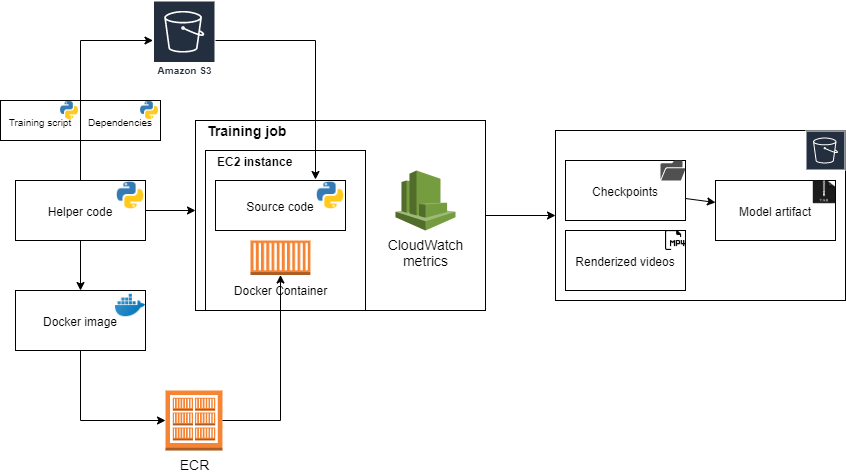 Amazon S3
Training script
Dependencies
Training job
EC2 instance
Helper code
Source code
Checkpoints
Model artifact
CloudWatch
metrics
MP4
Renderized videos
Docker Container
Docker image
ECR